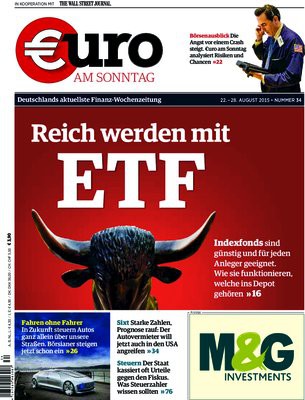 IN KOOPERATION MIT THE WALL STREET JOURNAL.
€uro
AM SONNTAG
Börsenausblick Die
Angst vor einem Crash
steigt. €uro am Sonntag
analysiert Risiken und
Chancen »22
Deutschlands aktuellste Finanz-Wochenzeitung
22. – 28. AUGUST 2015 • NUMMER 34
Reich werden mit
ETF
Indexfonds sind
günstig und für jeden
Anleger geeignet.
Wie sie funktionieren,
welche ins Depot
gehören »16
Fahren ohne Fahrer
In Zukunft steuern Autos
ganz allein über unsere
Straßen. Börsianer steigen
jetzt schon ein »26
Sixt Starke Zahlen,
Prognose rauf: Der
Autovermieter will
jetzt auch in den USA
angreifen »34
Steuern Der Staat
kassiert oft Urteile
gegen den Fiskus.
Was Steuerzahler
wissen sollten »76
M&G
INVESTMENTS